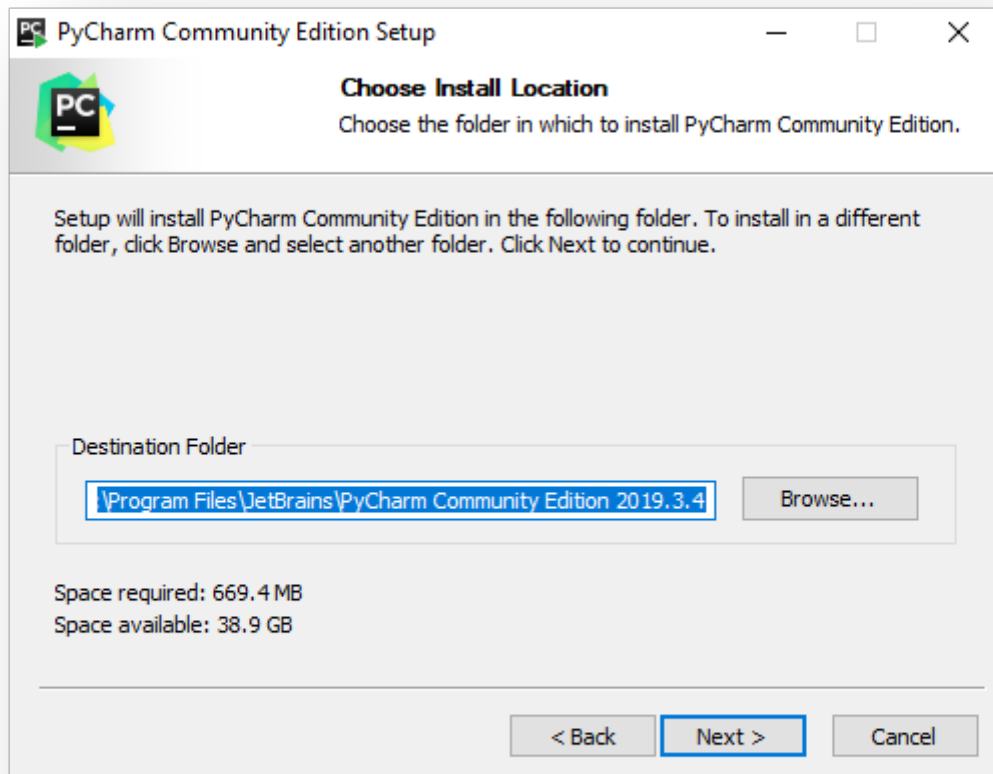 PyCharm Community Edition Setup
PC
Choose Install Location
Choose the folder in which to install PyCharm Community Edition.
Setup will install PyCharm Community Edition in the following folder. To install in a different
folder, click Browse and select another folder. Click Next to continue.
Destination Folder
:\Program Files\JetBrains\PyCharm Community Edition 2019.3.4
Browse...
Space required: 669.4 MB
Space available: 38.9 GB
< Back
Next >
Cancel